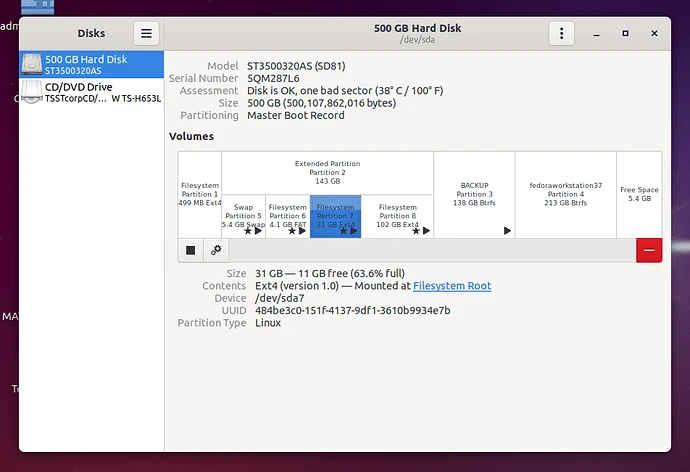 adm
Disks
500 GB Hard Disk
/dev/sda
500 GB Hard Disk
ST3500320AS
CD/DVD Drive
TSSTcorpCD/... W TS-H653L
Model ST3500320AS (SD81)
Serial Number 5QM287L6
Assessment Disk is OK, one bad sector (38° C / 100° F)
Size 500 GB (500,107,862,016 bytes)
Partitioning Master Boot Record
Volumes
Filesystem
Partition 1
499 MB Ext4
Extended Partition
Partition 2
143 GB
Swap
Partition 5
5.4 GB Swap
Filesystem
Partition 6
4.1 GB FAT
Filesystem
Partition 7
31 GB Ext4
Filesystem
Partition 8
102 GB Ext4
BACKUP
Partition 3
138 GB Btrfs
fedoraworkstation37
Partition 4
213 GB Btrfs
Free Space
5.4 GB
Size 31 GB — 11 GB free (63.6% full)
Contents Ext4 (version 1.0) — Mounted at Filesystem Root
Device /dev/sda7
UUID 484be3c0-151f-4137-9df1-3610b9934e7b
Partition Type Linux
MA
Te